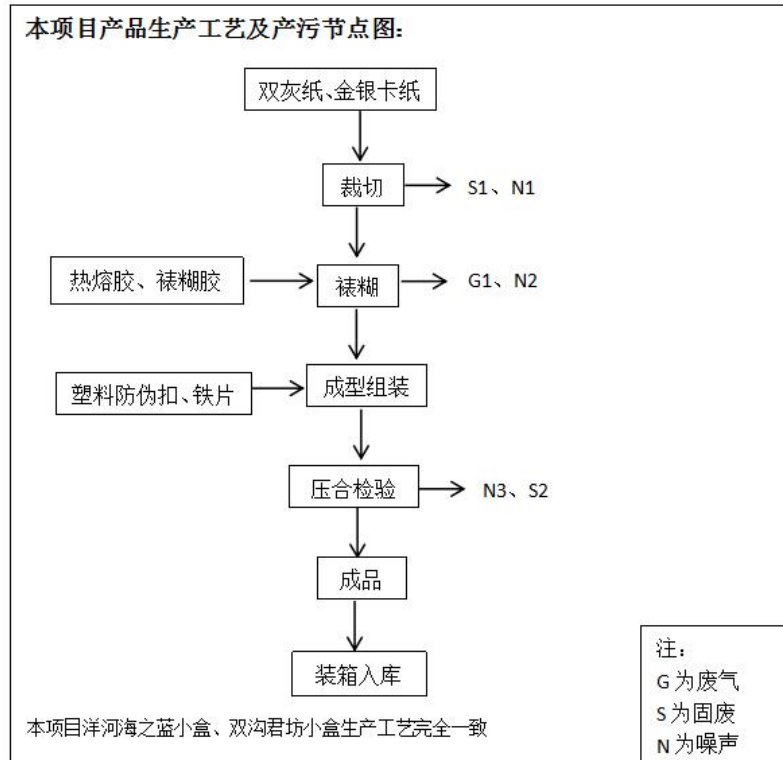 本项目产品生产工艺及产污节点图:
双灰纸、金银卡纸
裁切
S1、N1
热熔胶、裱糊胶
裱糊
G1、N2
塑料防伪扣、铁片
成型组装
压合检验
N3、S2
成品
装箱入库
注:
G为废气
S为固废
N为噪声
本项目洋河海之蓝小盒、双沟君坊小盒生产工艺完全一致